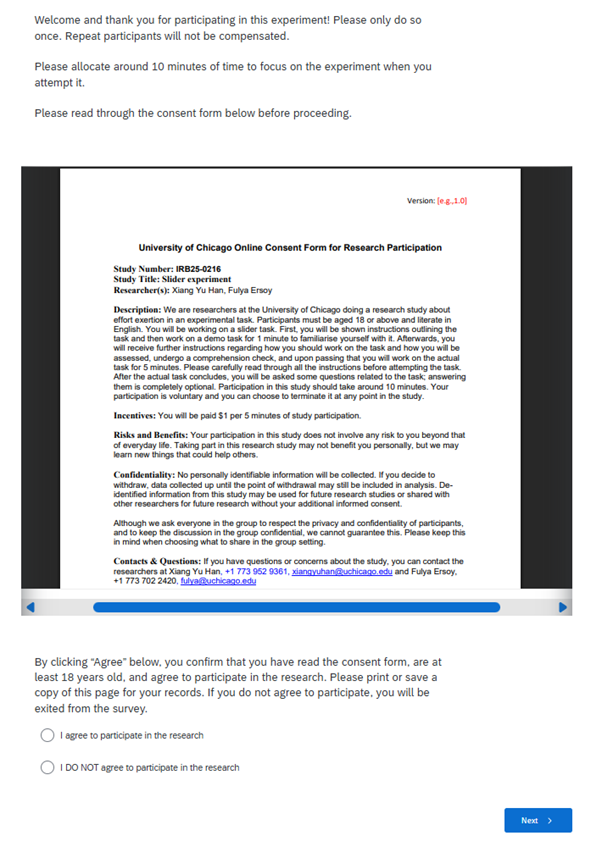 Welcome and thank you for participating in this experiment! Please only do so
once. Repeat participants will not be compensated.
Please allocate around 10 minutes of time to focus on the experiment when you
attempt it.
Please read through the consent form below before proceeding.
Version: [e.g.,1.0]
University of Chicago Online Consent Form for Research Participation
Study Number: IRB25-0216
Study Title: Slider experiment
Researcher(s): Xiang Yu Han, Fulya Ersoy
Description: We are researchers at the University of Chicago doing a research study about
effort exertion in an experimental task. Participants must be aged 18 or above and literate in
English. You will be working on a slider task. First, you will be shown instructions outlining the
task and then work on a demo task for 1 minute to familiarise yourself with it. Afterwards, you
will receive further instructions regarding how you should work on the task and how you will be
assessed, undergo a comprehension check, and upon passing that you will work on the actual
task for 5 minutes. Please carefully read through all the instructions before attempting the task.
After the actual task concludes, you will be asked some questions related to the task; answering
them is completely optional. Participation in this study should take around 10 minutes. Your
participation is voluntary and you can choose to terminate it at any point in the study.
Incentives: You will be paid $1 per 5 minutes of study participation.
Risks and Benefits: Your participation in this study does not involve any risk to you beyond that
of everyday life. Taking part in this research study may not benefit you personally, but we may
learn new things that could help others.
Confidentiality: No personally identifiable information will be collected. If you decide to
withdraw, data collected up until the point of withdrawal may still be included in analysis. De-
identified information from this study may be used for future research studies or shared with
other researchers for future research without your additional informed consent.
Although we ask everyone in the group to respect the privacy and confidentiality of participants,
and to keep the discussion in the group confidential, we cannot guarantee this. Please keep this
in mind when choosing what to share in the group setting.
Contacts & Questions: If you have questions or concerns about the study, you can contact the
researchers at Xiang Yu Han, +1 773 952 9361, xiangyuhan@uchicago.edu and Fulya Ersoy,
+1 773 702 2420, fulya@uchicago.edu
By clicking "Agree" below, you confirm that you have read the consent form, are at
least 18 years old, and agree to participate in the research. Please print or save a
copy of this page for your records. If you do not agree to participate, you will be
exited from the survey.
I agree to participate in the research
I DO NOT agree to participate in the research
Next